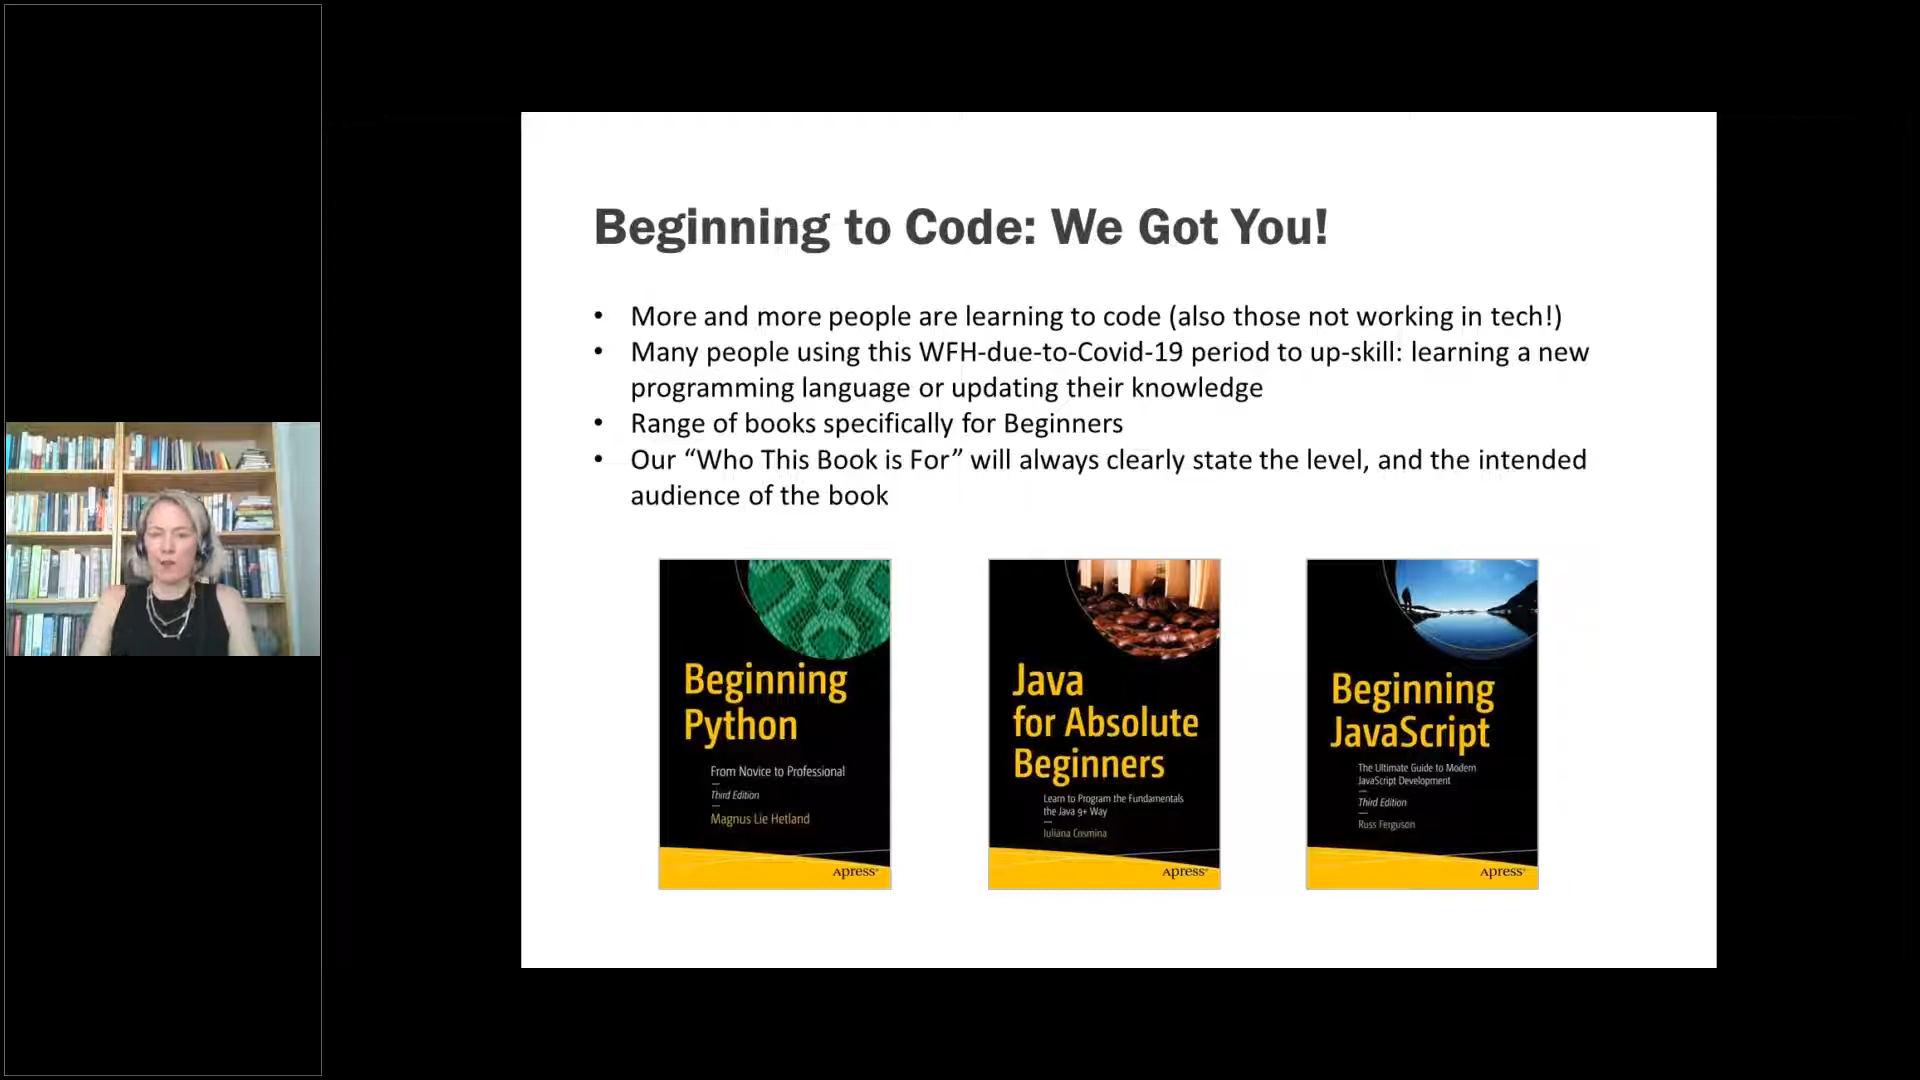 Beginning to Code: We Got You!
• More and more people are learning to code (also those not working in tech!)
• Many people using this WFH-due-to-Covid-19 period to up-skill: learning a new
programming language or updating their knowledge
• Range of books specifically for Beginners
• Our “Who This Book is For” will always clearly state the level, and the intended
audience of the book
Beginning
Python
From Novice to Professional
Third Edition
Magnus Lie Hetland
Apress®
Java
for Absolute
Beginners
Learn to Program the Fundamentals
the Java 9+ Way
Iuliana Cosmina
Apress®
Beginning
JavaScript
The Ultimate Guide to Modern
JavaScript Development
Third Edition
Russ Ferguson
Apress®